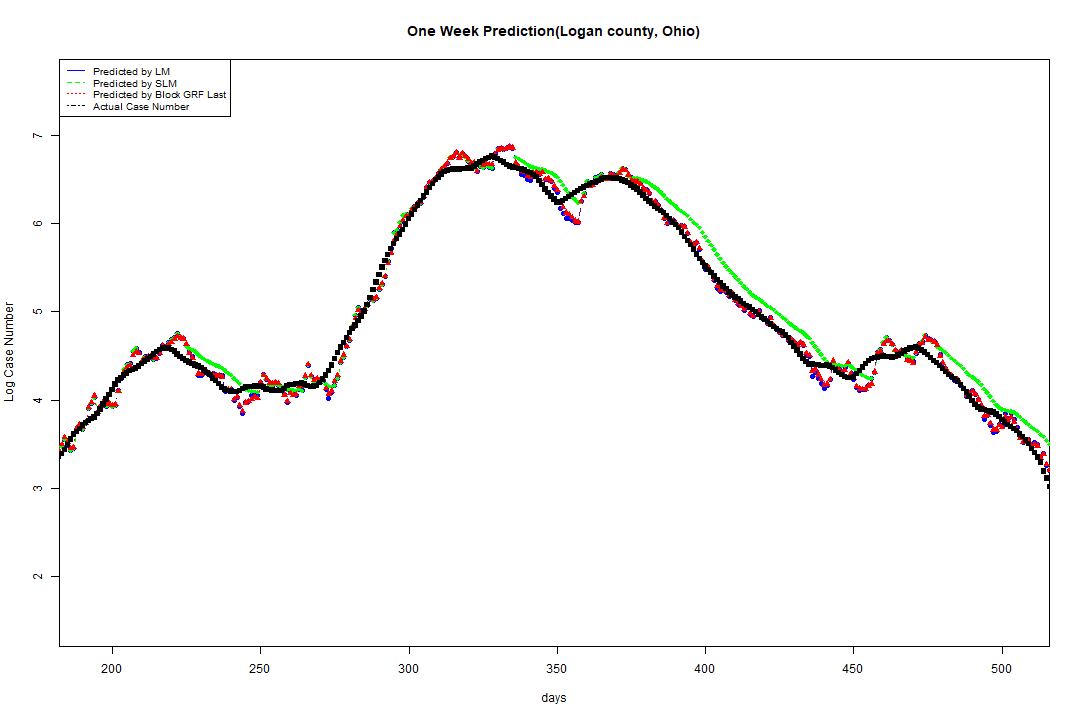 One Week Prediction(Logan county, Ohio)
Predicted by LM
Predicted by SLM
Predicted by Block GRF Last
Actual Case Number
7
6
5
4
3
2
Log Case Number
200 250 300 350 400 450 500
days